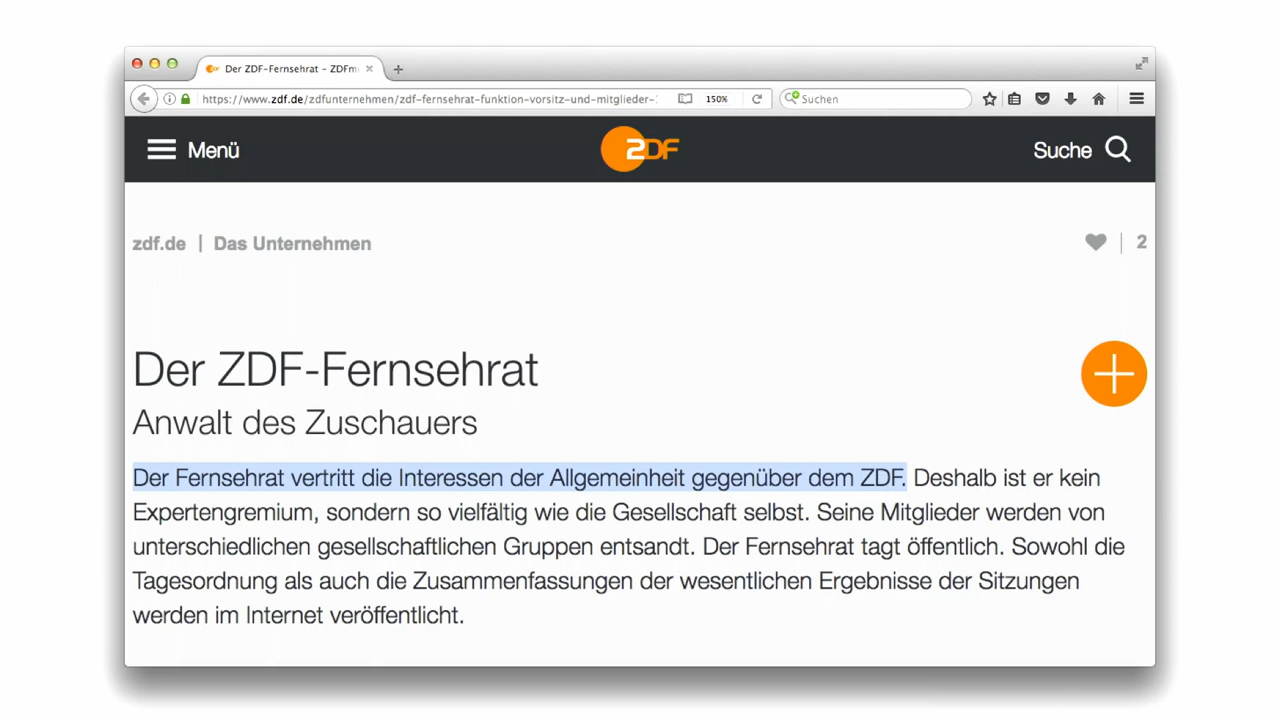 Der ZDF-Fernsehrat – ZDFm
https://www.zdf.de/zdfunternehmen/zdf-fernsehrat-funktion-vorsitz-und-mitglieder-
150%
Suchen
Menü
ZDF
Suche
zdf.de | Das Unternehmen
2
Der ZDF-Fernsehrat
Anwalt des Zuschauers
Der Fernsehrat vertritt die Interessen der Allgemeinheit gegenüber dem ZDF. Deshalb ist er kein
Expertengremium, sondern so vielfältig wie die Gesellschaft selbst. Seine Mitglieder werden von
unterschiedlichen gesellschaftlichen Gruppen entsandt. Der Fernsehrat tagt öffentlich. Sowohl die
Tagesordnung als auch die Zusammenfassungen der wesentlichen Ergebnisse der Sitzungen
werden im Internet veröffentlicht.